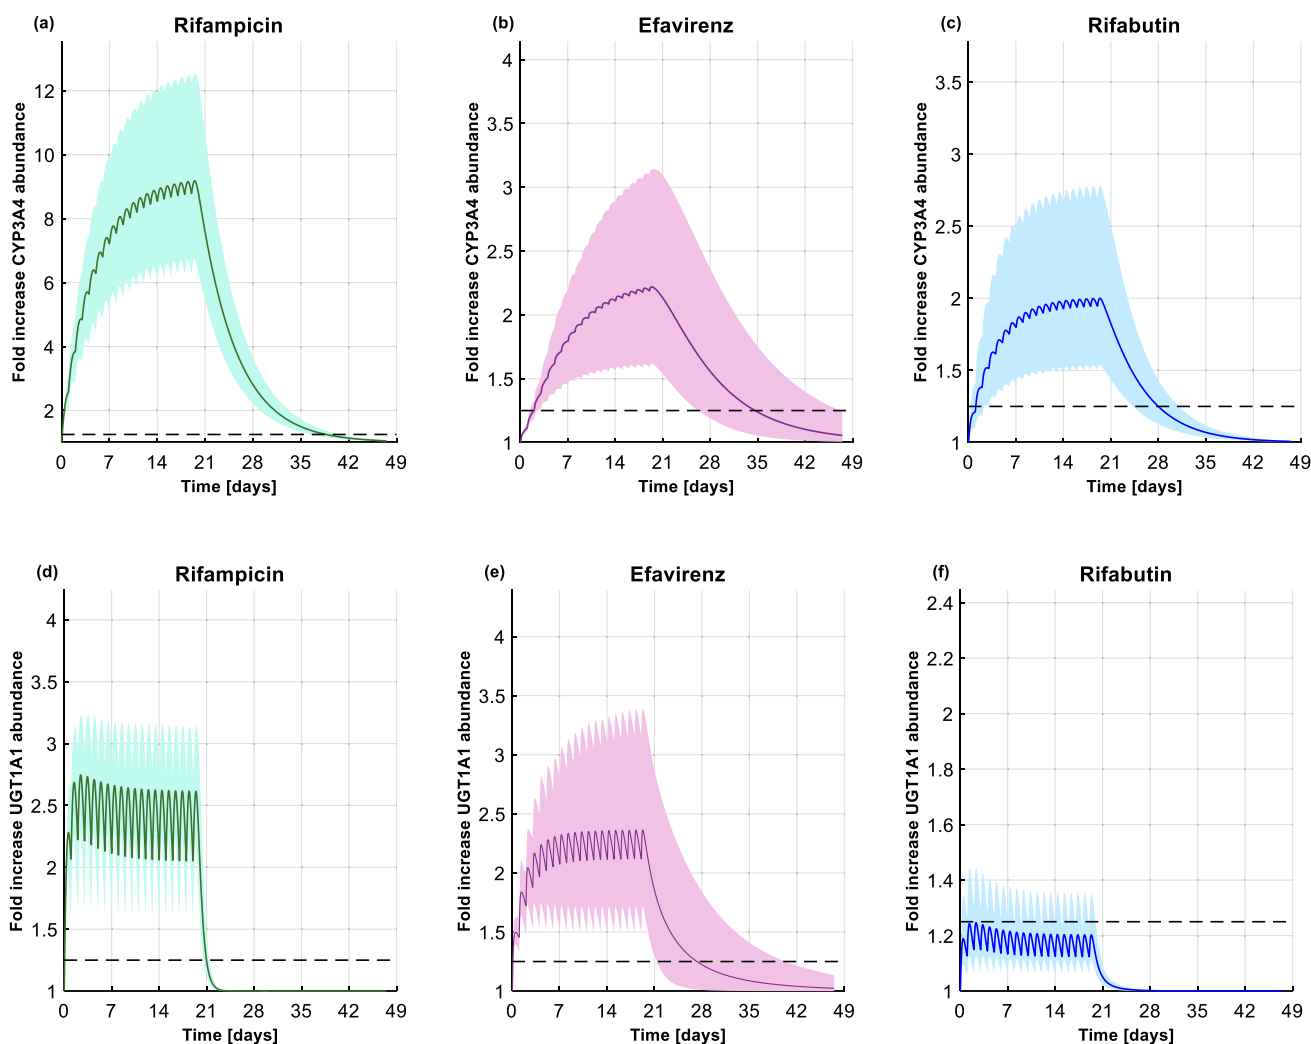 (a) Rifampicin
Fold increase CYP3A4 abundance
12
10
8
6
4
2
1
0 7 14 21 28 35 42 49
Time [days]
(b) Efavirenz
Fold increase CYP3A4 abundance
4
3.5
3
2.5
2
1.5
1
0 7 14 21 28 35 42 49
Time [days]
(c) Rifabutin
Fold increase CYP3A4 abundance
3.5
3
2.5
2
1.5
1
0 7 14 21 28 35 42 49
Time [days]
(d) Rifampicin
Fold increase UGT1A1 abundance
4
3.5
3
2.5
2
1.5
1
0 7 14 21 28 35 42 49
Time [days]
(e) Efavirenz
Fold increase UGT1A1 abundance
4
3.5
3
2.5
2
1.5
1
0 7 14 21 28 35 42 49
Time [days]
(f) Rifabutin
Fold increase UGT1A1 abundance
2.4
2.2
2
1.8
1.6
1.4
1.2
1
0 7 14 21 28 35 42 49
Time [days]